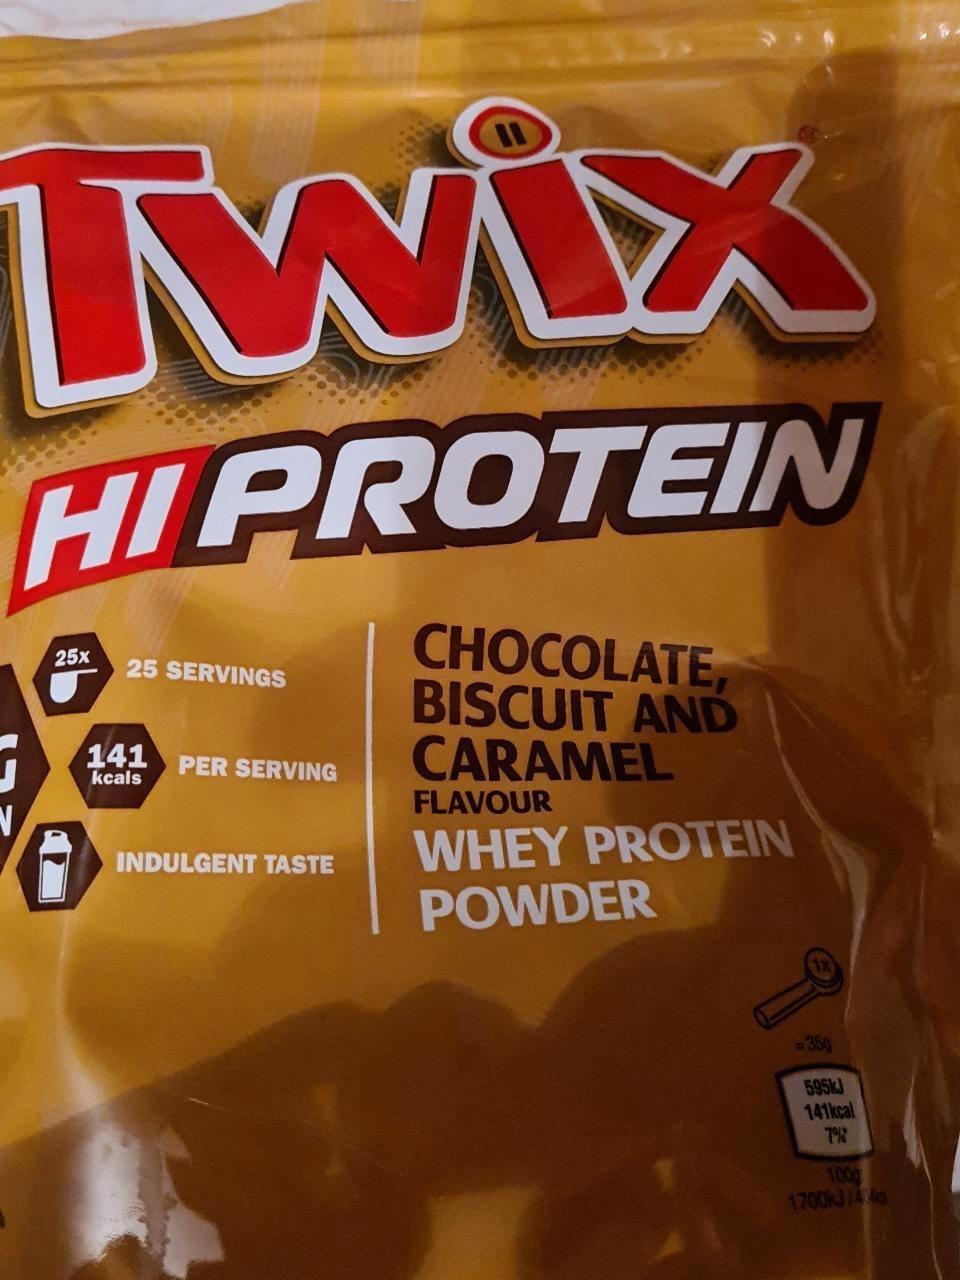 Twix
HI PROTEIN
25x
25 SERVINGS
141
kcals
PER SERVING
INDULGENT TASTE
CHOCOLATE,
BISCUIT AND
CARAMEL
FLAVOUR
WHEY PROTEIN
POWDER
1x
=35g
595kJ
141kcal
7%*
100g
1700kJ /